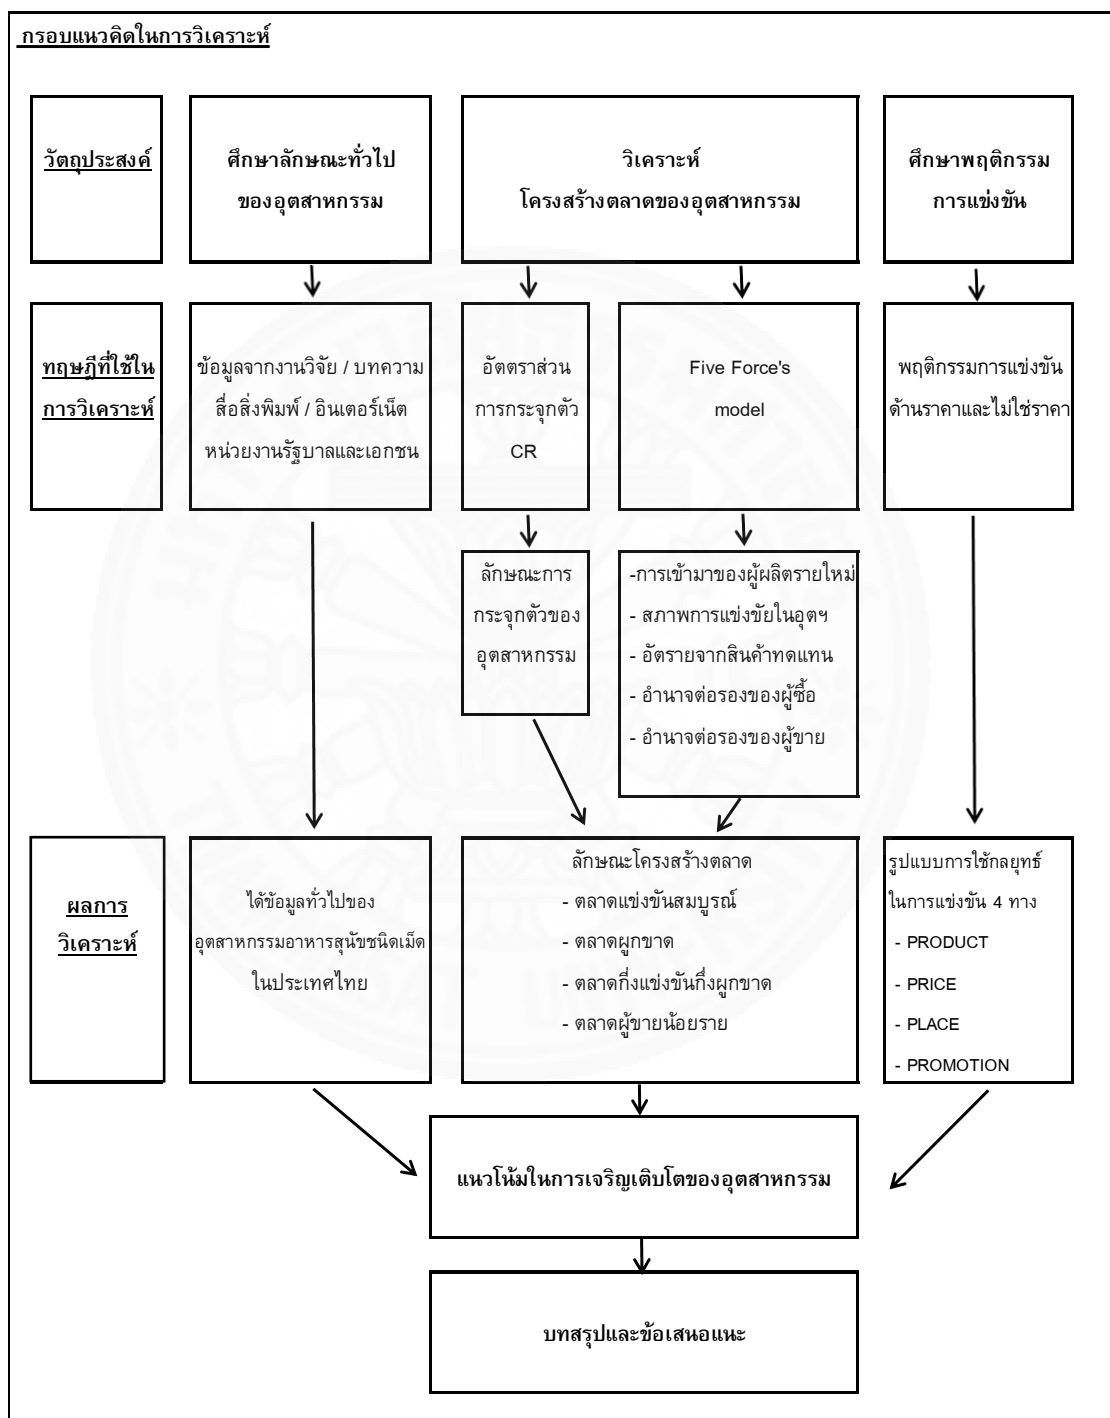 กรอบแนวคิดในการวิเคราะห์
วัตถุประสงค์
ศึกษาลักษณะทั่วไป
ของอุตสาหกรรม
วิเคราะห์
โครงสร้างตลาดของอุตสาหกรรม
ศึกษาพฤติกรรม
การแข่งขัน
ทฤษฎีที่ใช้ใน
การวิเคราะห์
ข้อมูลจากงานวิจัย / บทความ
สื่อสิ่งพิมพ์ / อินเตอร์เน็ต
หน่วยงานรัฐบาลและเอกชน
อัตตราส่วน
การกระจุกตัว
CR
Five Force's
model
พฤติกรรมการแข่งขัน
ด้านราคาและไม่ใช่ราคา
ลักษณะการ
กระจุกตัวของ
อุตสาหกรรม
-การเข้ามาของผู้ผลิตรายใหม่
- สภาพการแข่งขัยในอุตฯ
- อัตรายจากสินค้าทดแทน
- อำนาจต่อรองของผู้ซื้อ
- อำนาจต่อรองของผู้ขาย
ผลการ
วิเคราะห์
ได้ข้อมูลทั่วไปของ
อุตสาหกรรมอาหารสุนัขชนิดเม็ด
ในประเทศไทย
ลักษณะโครงสร้างตลาด
- ตลาดแข่งขันสมบูรณ์
- ตลาดผูกขาด
- ตลาดกึ่งแข่งขันกึ่งผูกขาด
- ตลาดผู้ขายน้อยราย
รูปแบบการใช้กลยุทธ์
ในการแข่งขัน 4 ทาง
- PRODUCT
- PRICE
- PLACE
- PROMOTION
แนวโน้มในการเจริญเติบโตของอุตสาหกรรม
บทสรุปและข้อเสนอแนะ